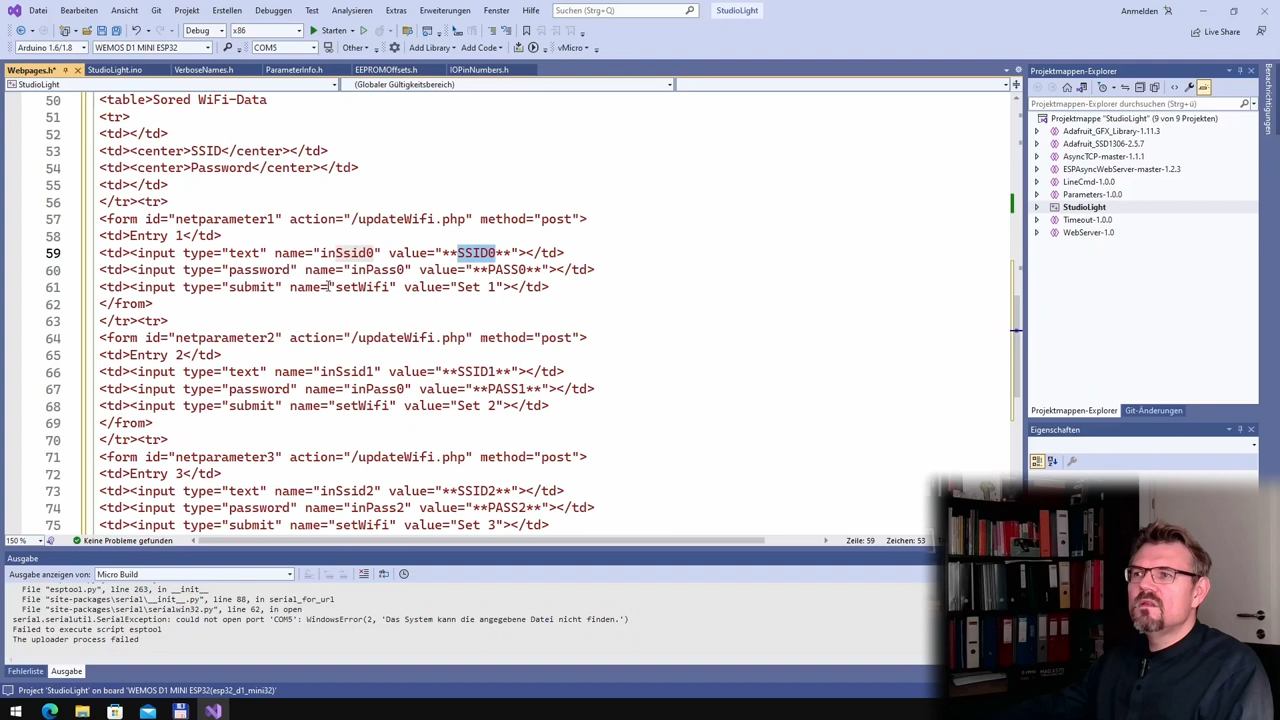 Datei Bearbeiten Ansicht Git Projekt Erstellen Debuggen Test Analysieren Extras Erweiterungen Fenster Hilfe Suchen (Strg+Q) StudioLight Anmelden
Debug x86 Starten Live Share
Arduino 1.6/1.8 WEMOS D1 MINI ESP32 COM5 Other Add Library Add Code vMicro
Webpages.h* StudioLight.ino VerboseNames.h ParameterInfo.h EEPROMOffsets.h IOPinNumbers.h
StudioLight (Globaler Gültigkeitsbereich)
50 <table>Sored WiFi-Data
51 <tr>
52 <td></td>
53 <td><center>SSID</center></td>
54 <td><center>Password</center></td>
55 <td></td>
56 </tr><tr>
57 <form id="netparameter1" action="/updateWifi.php" method="post">
58 <td>Entry 1</td>
59 <td><input type="text" name="inSsid0" value="**SSID0**"></td>
60 <td><input type="password" name="inPass0" value="**PASS0**"></td>
61 <td><input type="submit" name="setWifi" value="Set 1"></td>
62 </from>
63 </tr><tr>
64 <form id="netparameter2" action="/updateWifi.php" method="post">
65 <td>Entry 2</td>
66 <td><input type="text" name="inSsid1" value="**SSID1**"></td>
67 <td><input type="password" name="inPass0" value="**PASS1**"></td>
68 <td><input type="submit" name="setWifi" value="Set 2"></td>
69 </from>
70 </tr><tr>
71 <form id="netparameter3" action="/updateWifi.php" method="post">
72 <td>Entry 3</td>
73 <td><input type="text" name="inSsid2" value="**SSID2**"></td>
74 <td><input type="password" name="inPass2" value="**PASS2**"></td>
75 <td><input type="submit" name="setWifi" value="Set 3"></td>
150 % Keine Probleme gefunden Zeile: 59 Zeichen: 53
Ausgabe
Ausgabe anzeigen von: Micro Build
File "esptool.py", line 263, in __init__
File "site-packages\serial\__init__.py", line 88, in serial_for_url
File "site-packages\serial\serialwin32.py", line 62, in open
serial.serialutil.SerialException: could not open port 'COM5': WindowsError(2, 'Das System kann die angegebene Datei nicht finden.')
Failed to execute script esptool
The uploader process failed
Fehlerliste Ausgabe
Project 'StudioLight' on board 'WEMOS D1 MINI ESP32(esp32_d1_mini32)'
Projektmappen-Explorer
Projektmappen-Explorer durchsuchen (Strg+ü)
Projektmappe "StudioLight" (9 von 9 Projekten)
Adafruit_GFX_Library-1.11.3
Adafruit_SSD1306-2.5.7
AsyncTCP-master-1.1.1
ESPAsyncWebServer-master-1.2.3
LineCmd-1.0.0
Parameters-1.0.0
StudioLight
Timeout-1.0.0
WebServer-1.0
Projektmappen-Explorer Git-Änderungen
Eigenschaften
Benachrichtigungen